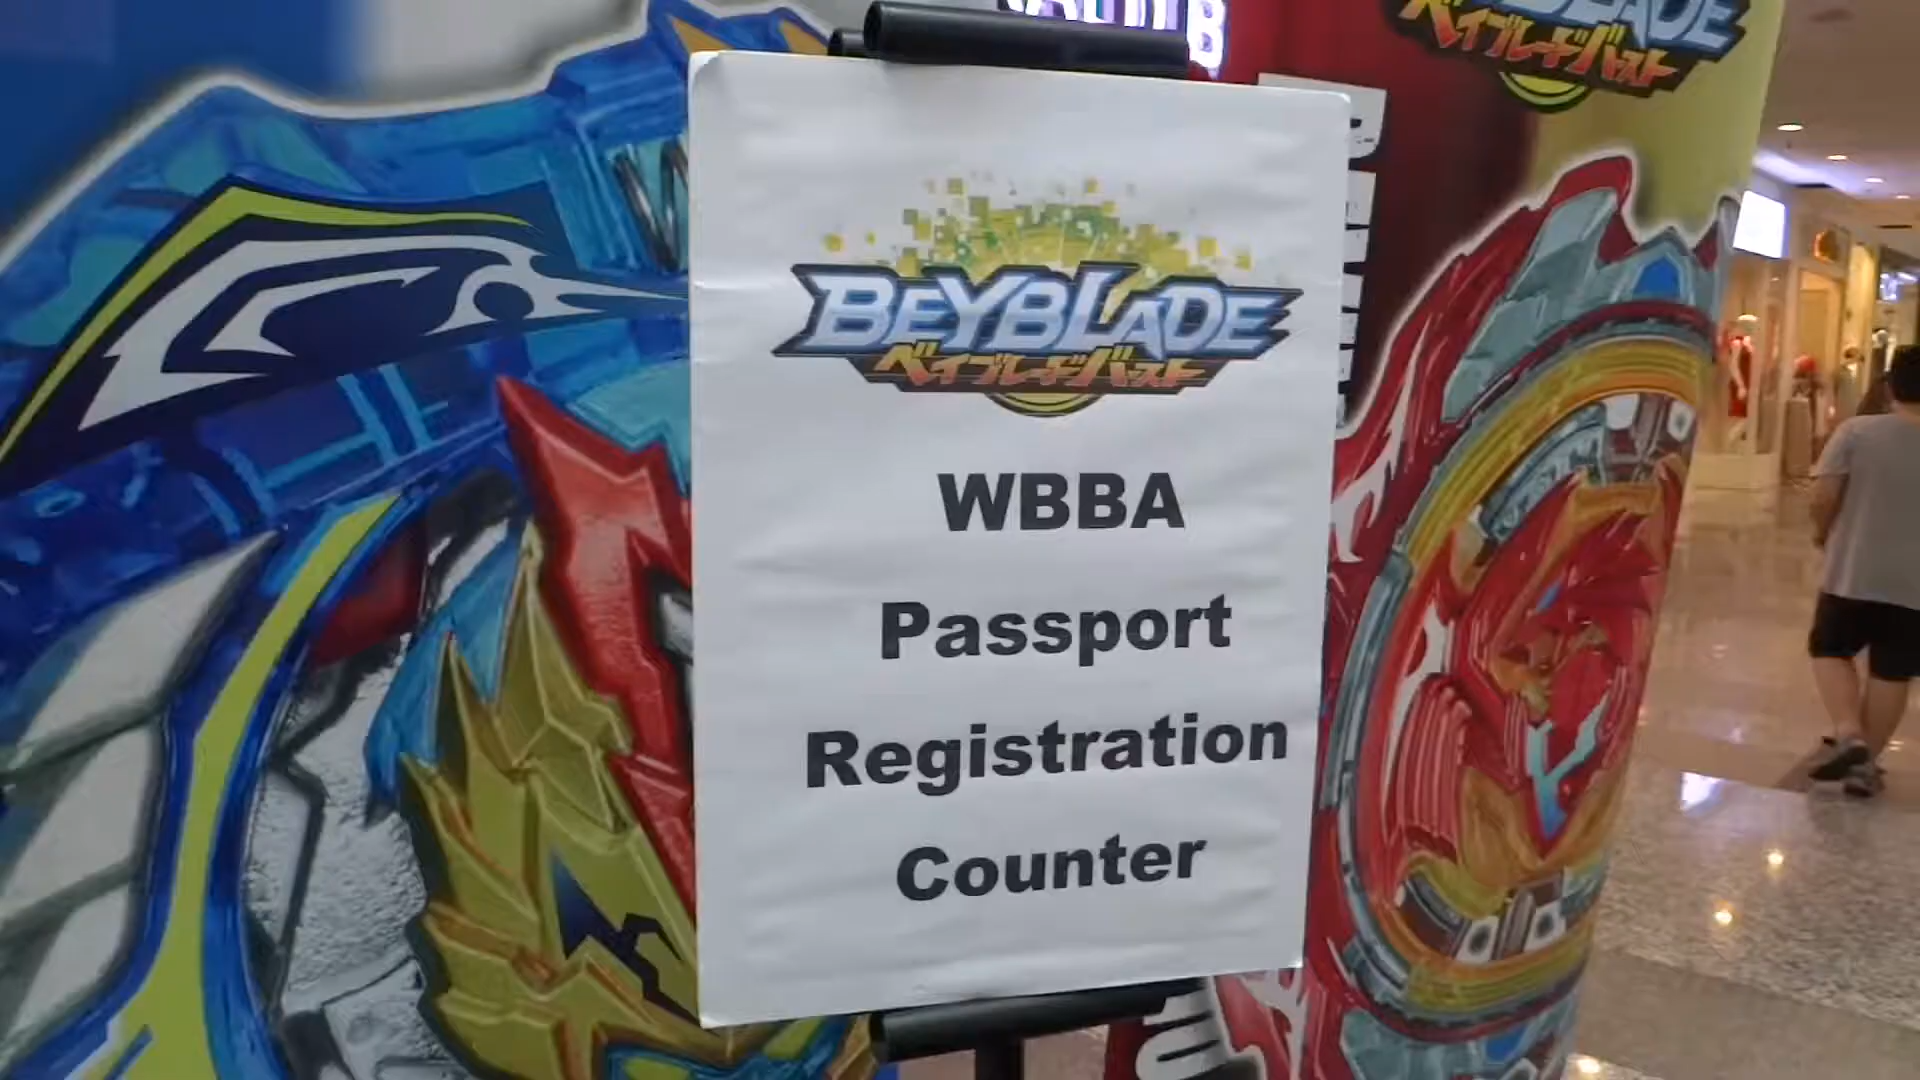 BEYBLADE
ベイブレードバースト
WBBA
Passport
Registration
Counter
BLADE
ベイブレードバースト